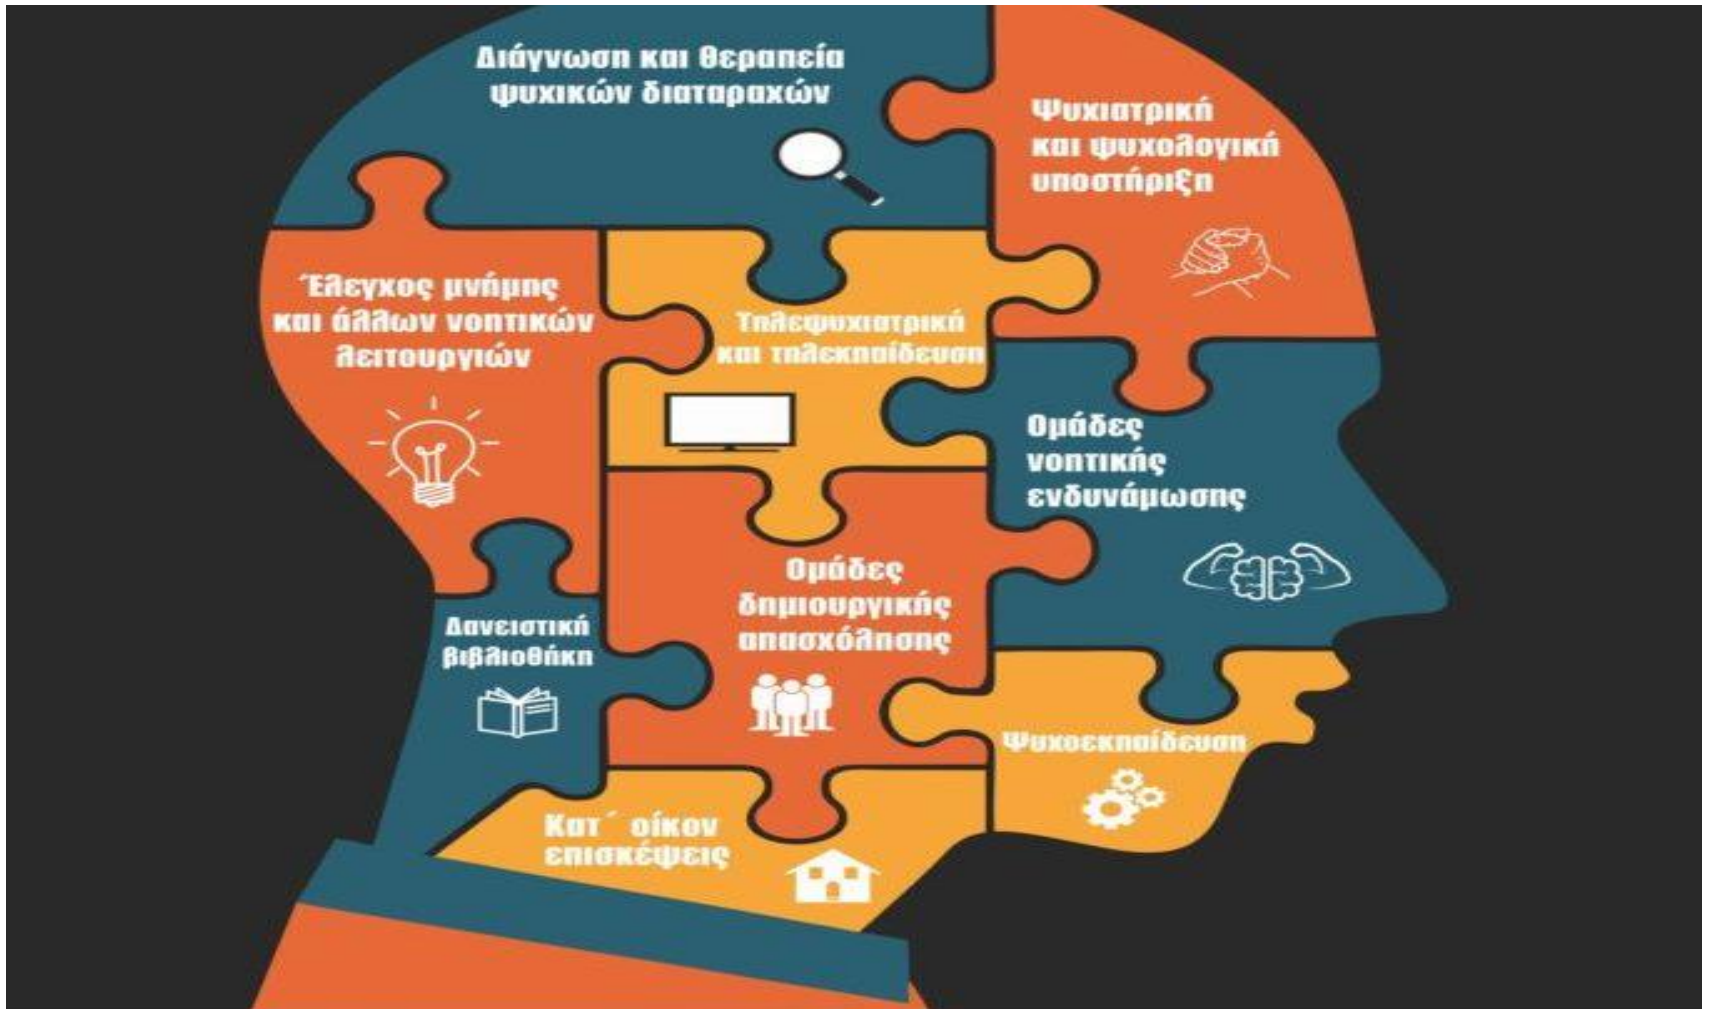 Διάγνωση και θεραπεία
ψυχικών διαταραχών
Ψυχιατρική
και ψυχολογική
υποστήριξη
Έλεγχος μνήμης
και άλλων νοητικών
λειτουργιών
Τηλεψυχιατρική
και τηλεκπαίδευση
Ομάδες
νοητικής
ενδυνάμωσης
Ομάδες
δημιουργικής
απασχόλησης
Δανειστική
βιβλιοθήκη
Ψυχοεκπαίδευση
Κατ΄ οίκον
επισκέψεις